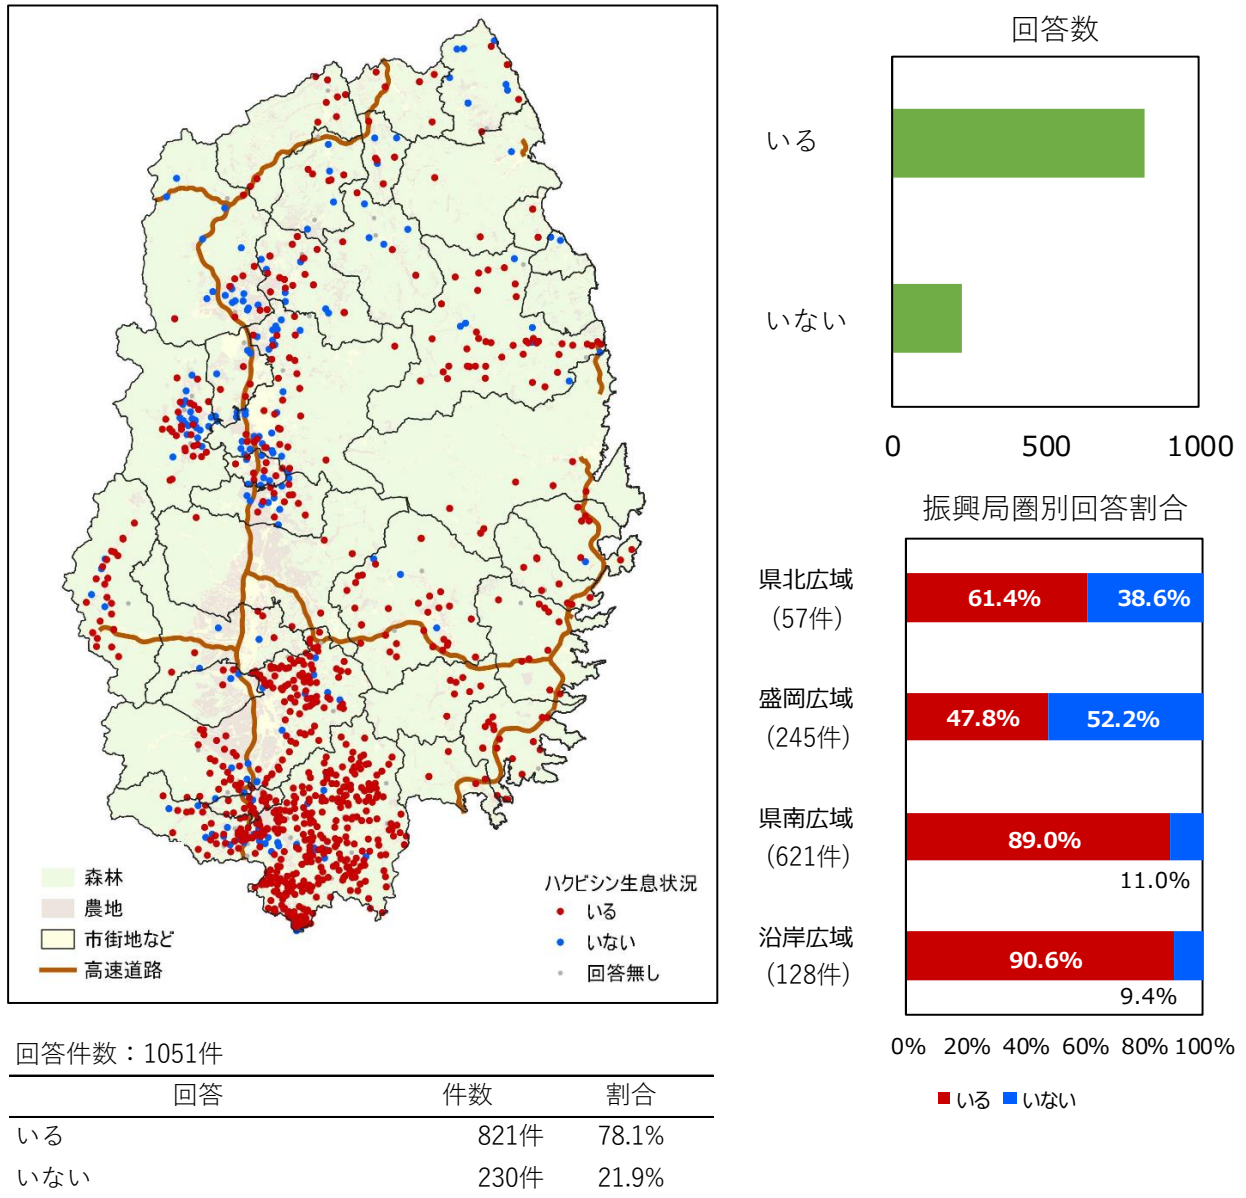 森林
農地
市街地など
高速道路
ハクビシン生息状況
いる
いない
回答無し
回答件数：1051件
回答 件数 割合
いる 821件 78.1%
いない 230件 21.9%
回答数
いる
いない
0 500 1000
振興局圏別回答割合
県北広域
(57件)
61.4% 38.6%
盛岡広域
(245件)
47.8% 52.2%
県南広域
(621件)
89.0%
11.0%
沿岸広域
(128件)
90.6%
9.4%
0% 20% 40% 60% 80% 100%
いる いない